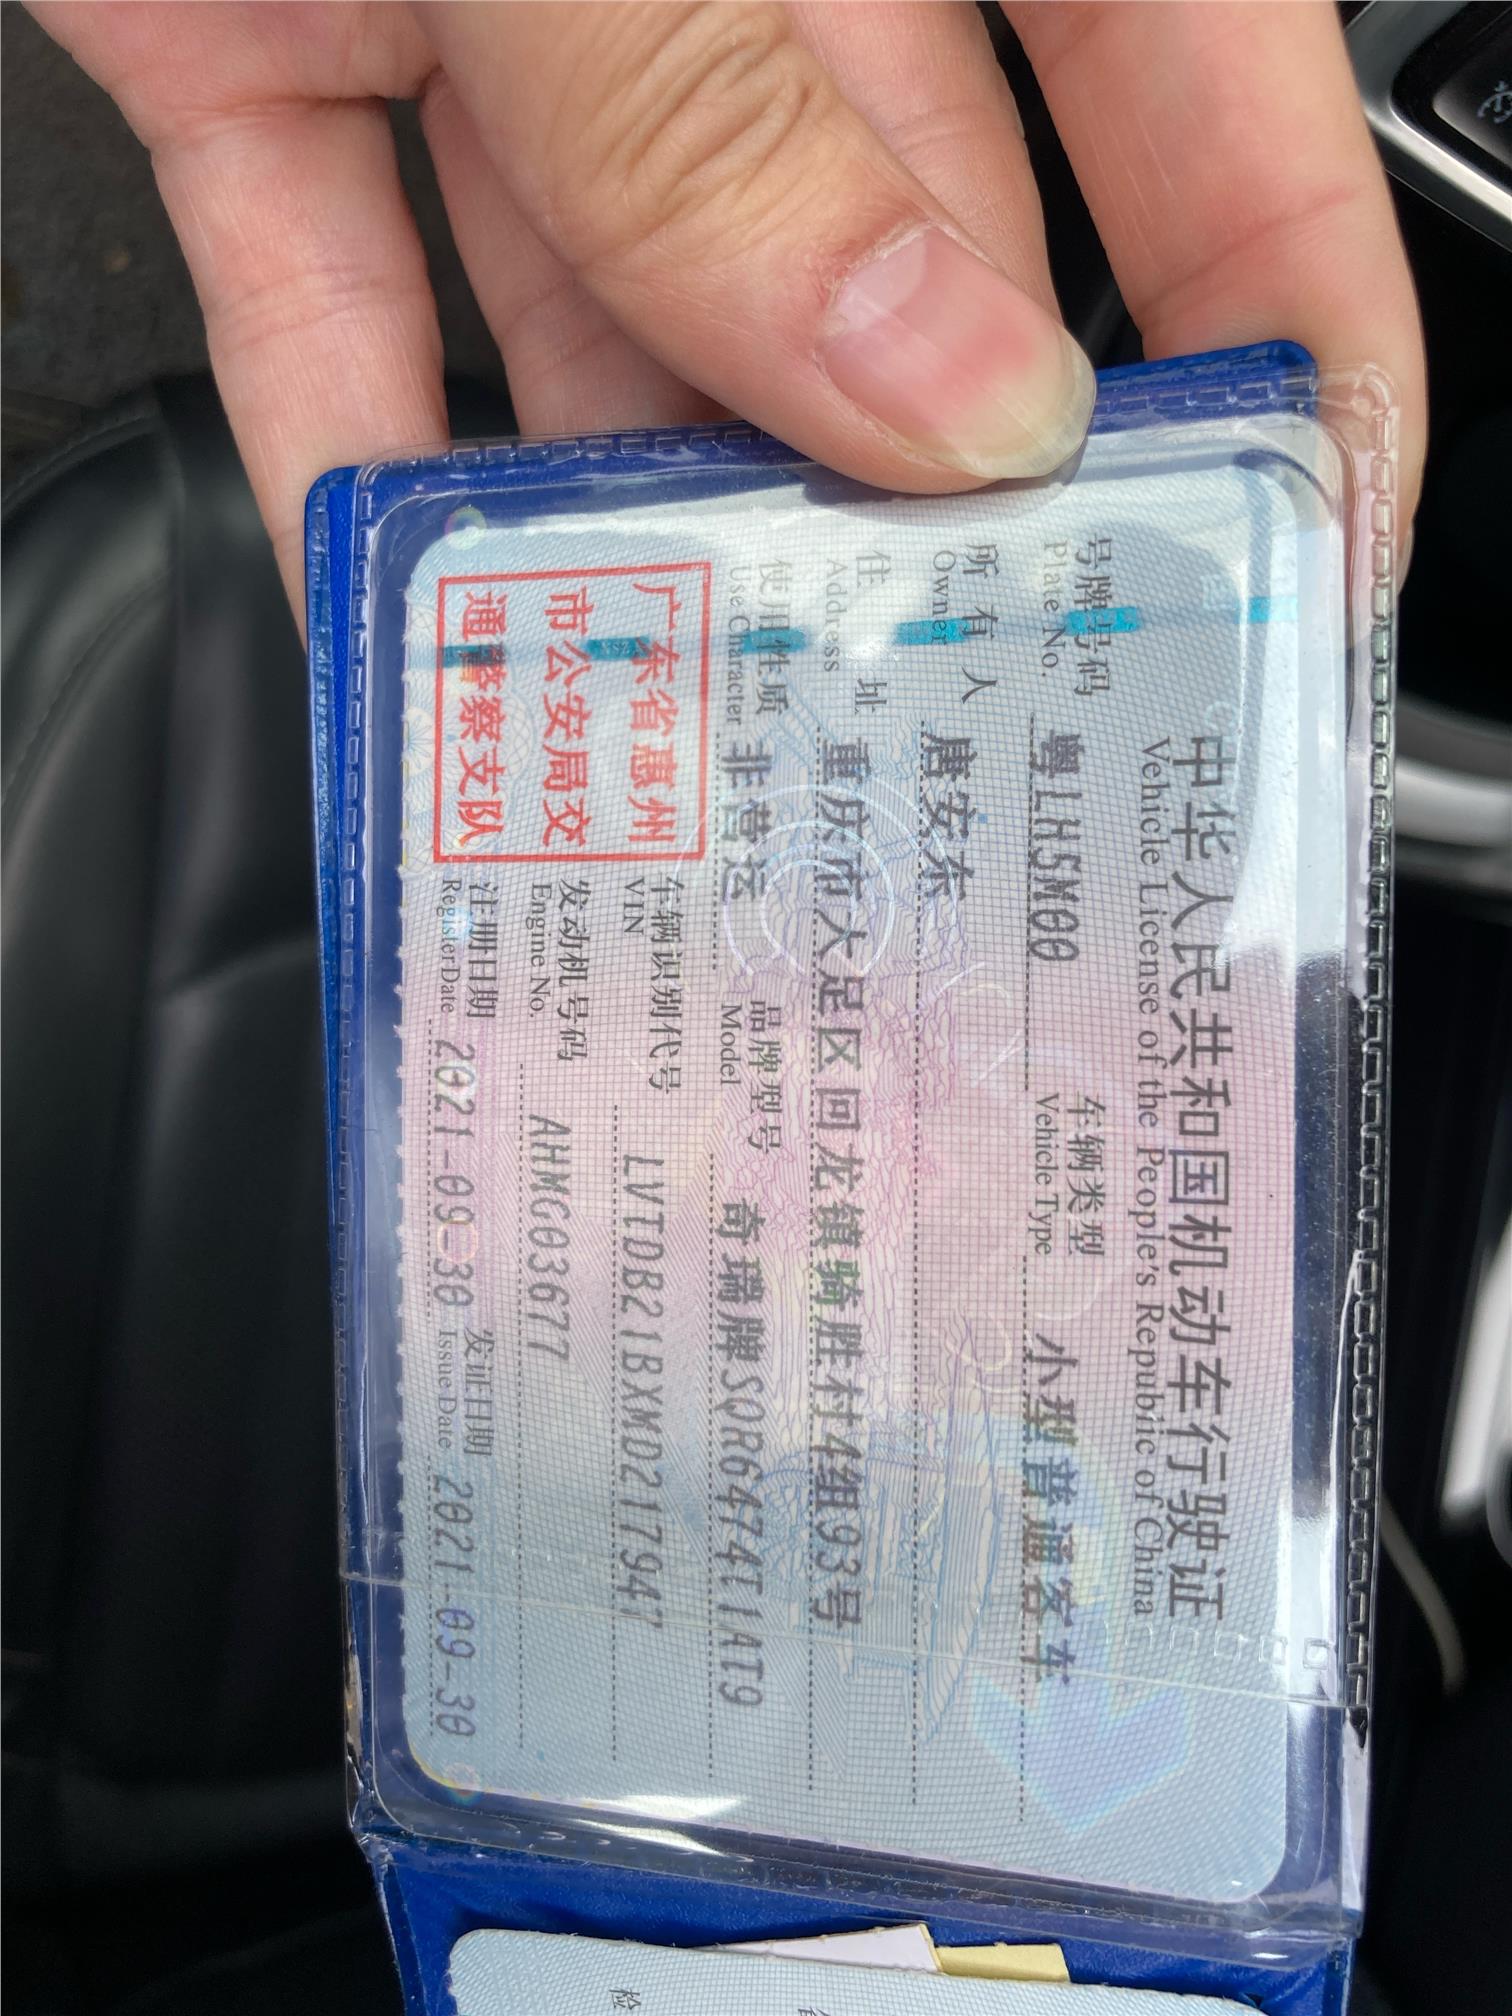 中华人民共和国机动车行驶证
Vehicle License of the People's Republic of China
号牌号码 粤LH5M00 车辆类型 小型普通客车
Plate No. Vehicle Type
所有人 唐安东
Owner
住址 重庆市大足区回龙镇骑胜村4组93号
Address
使用性质 非营运 品牌型号 奇瑞牌SQR6474T1AT9
Use Character Model
广东省惠州
市公安局交
通警察支队
车辆识别代号 LVTDB21BXMD217947
VIN
发动机号码 AHMG03677
Engine No.
注册日期 2021-09-30 发证日期 2021-09-30
Register Date Issue Date
检